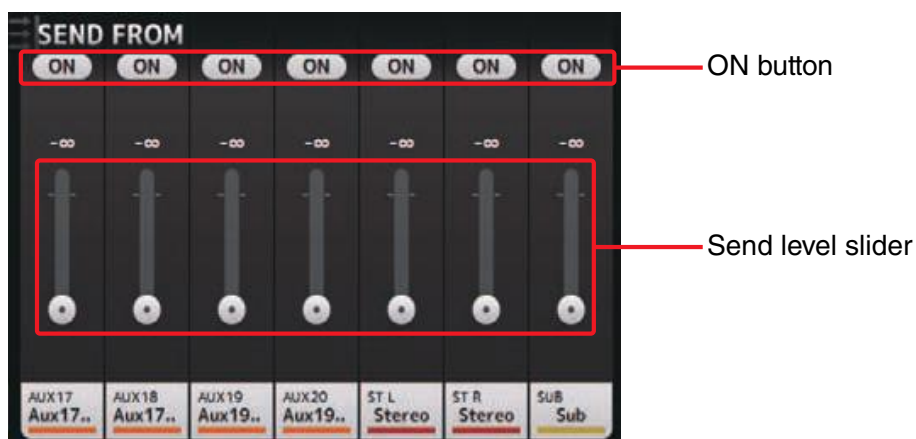 SEND FROM
ON ON ON ON ON ON ON
ON button
-∞ -∞ -∞ -∞ -∞ -∞ -∞
Send level slider
AUX17 AUX18 AUX19 AUX20 ST L ST R SUB
Aux17.. Aux17.. Aux19.. Aux19.. Stereo Stereo Sub